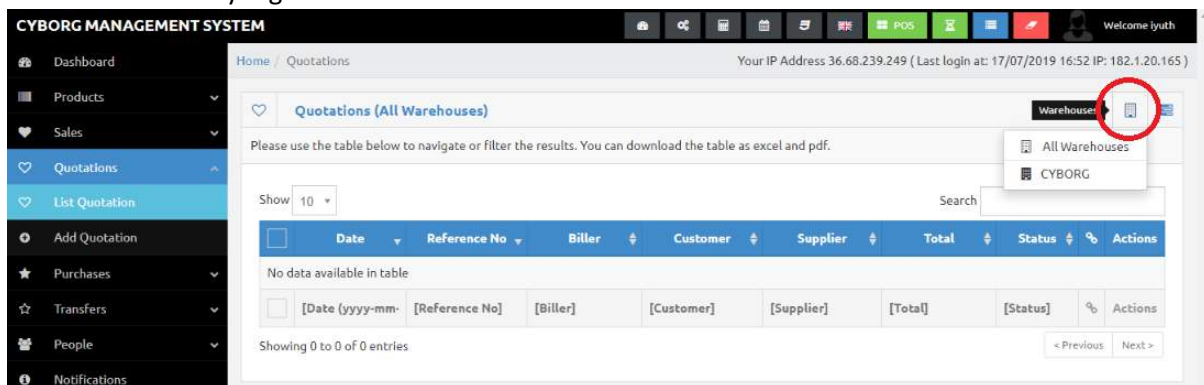 CYBORG MANAGEMENT SYSTEM POS Welcome iyuth
Dashboard
Products
Sales
Quotations
List Quotation
Add Quotation
Purchases
Transfers
People
Notifications
Home / Quotations Your IP Address 36.68.239.249 ( Last login at: 17/07/2019 16:52 IP: 182.1.20.165 )
Quotations (All Warehouses) Warehouses
Please use the table below to navigate or filter the results. You can download the table as excel and pdf.
All Warehouses
CYBORG
Show 10 Search
Date Reference No Biller Customer Supplier Total Status Actions
No data available in table
[Date (yyyy-mm- [Reference No] [Biller] [Customer] [Supplier] [Total] [Status] Actions
Showing 0 to 0 of 0 entries < Previous Next >